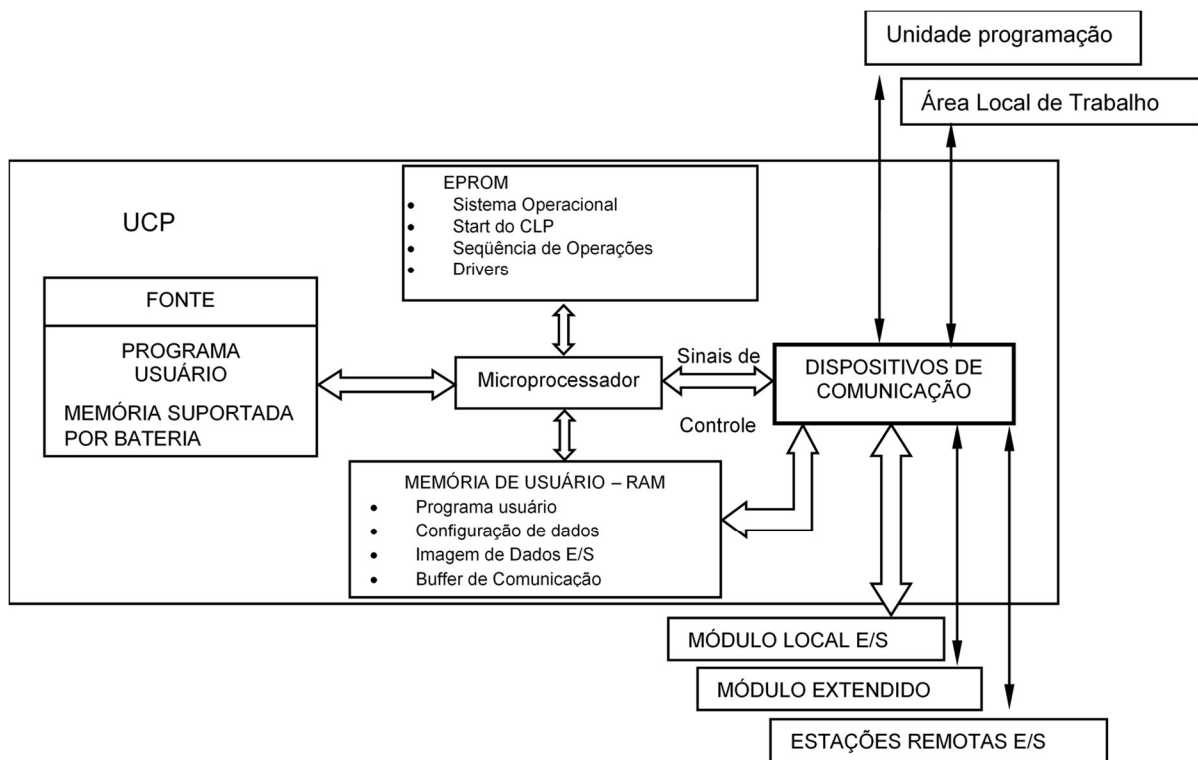 Unidade programação
Área Local de Trabalho
UCP
EPROM
• Sistema Operacional
• Start do CLP
• Seqüência de Operações
• Drivers
FONTE
PROGRAMA
USUÁRIO
MEMÓRIA SUPORTADA
POR BATERIA
Microprocessador
Sinais de
Controle
DISPOSITIVOS DE
COMUNICAÇÃO
MEMÓRIA DE USUÁRIO – RAM
• Programa usuário
• Configuração de dados
• Imagem de Dados E/S
• Buffer de Comunicação
MÓDULO LOCAL E/S
MÓDULO EXTENDIDO
ESTAÇÕES REMOTAS E/S